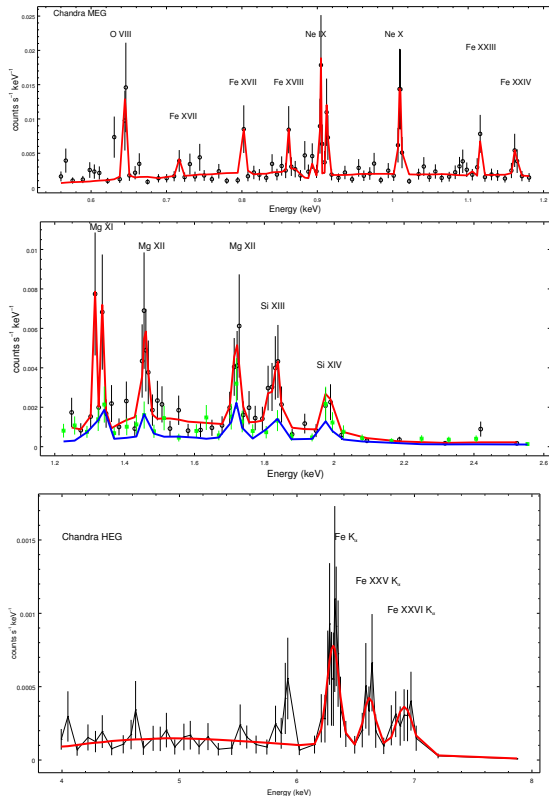 Chandra MEG
O VIII
Fe XVII
Fe XVII
Fe XVIII
Ne IX
Ne X
Fe XXIII
Fe XXIV
counts s⁻¹ keV⁻¹
0.025
0.02
0.015
0.01
0.005
0
0.6 0.7 0.8 0.9 1 1.1 1.2
Energy (keV)
Mg XI
Mg XII
Mg XII
Si XIII
Si XIV
counts s⁻¹ keV⁻¹
0.01
0.008
0.006
0.004
0.002
0
1.2 1.4 1.6 1.8 2 2.2 2.4 2.6
Energy (keV)
Chandra HEG
Fe Kα
Fe XXV Kα
Fe XXVI Kα
counts s⁻¹ keV⁻¹
0.0015
0.001
0.0005
0
4 5 6 7 8
Energy (keV)